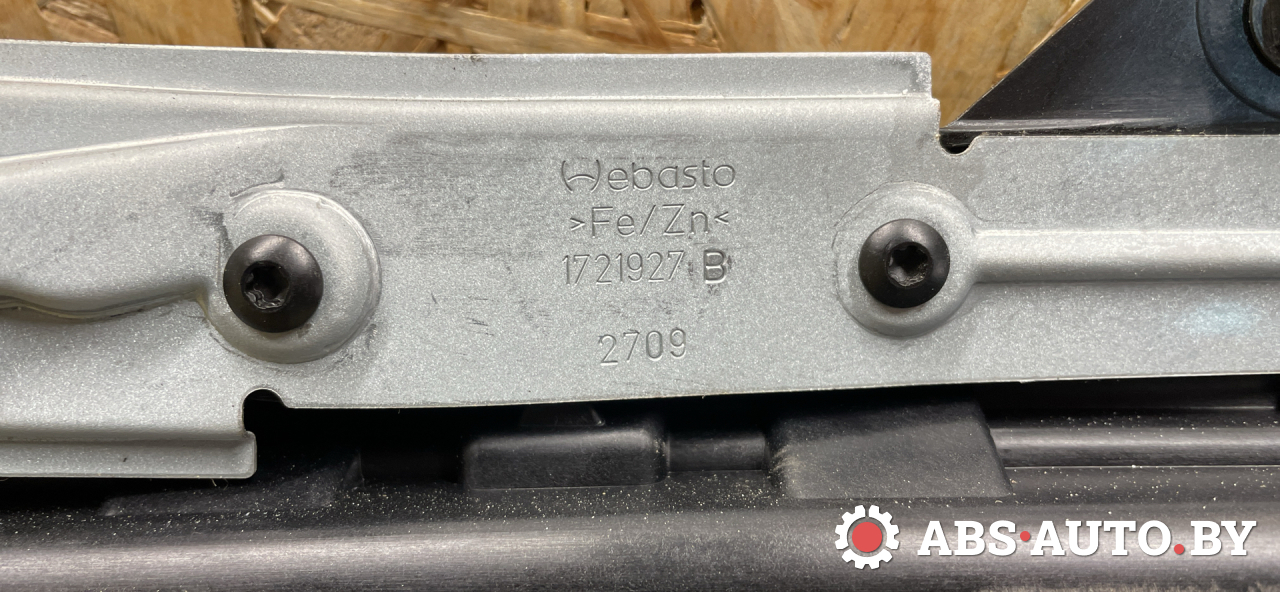 Webasto
>Fe/Zn<
1721927 B
2709
ABS·AUTO.BY